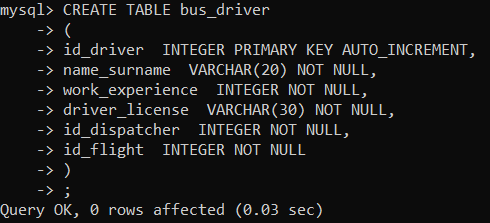 mysql> CREATE TABLE bus_driver
-> (
-> id_driver  INTEGER PRIMARY KEY AUTO_INCREMENT,
-> name_surname  VARCHAR(20) NOT NULL,
-> work_experience  INTEGER NOT NULL,
-> driver_license  VARCHAR(30) NOT NULL,
-> id_dispatcher  INTEGER NOT NULL,
-> id_flight  INTEGER NOT NULL
-> )
-> ;
Query OK, 0 rows affected (0.03 sec)